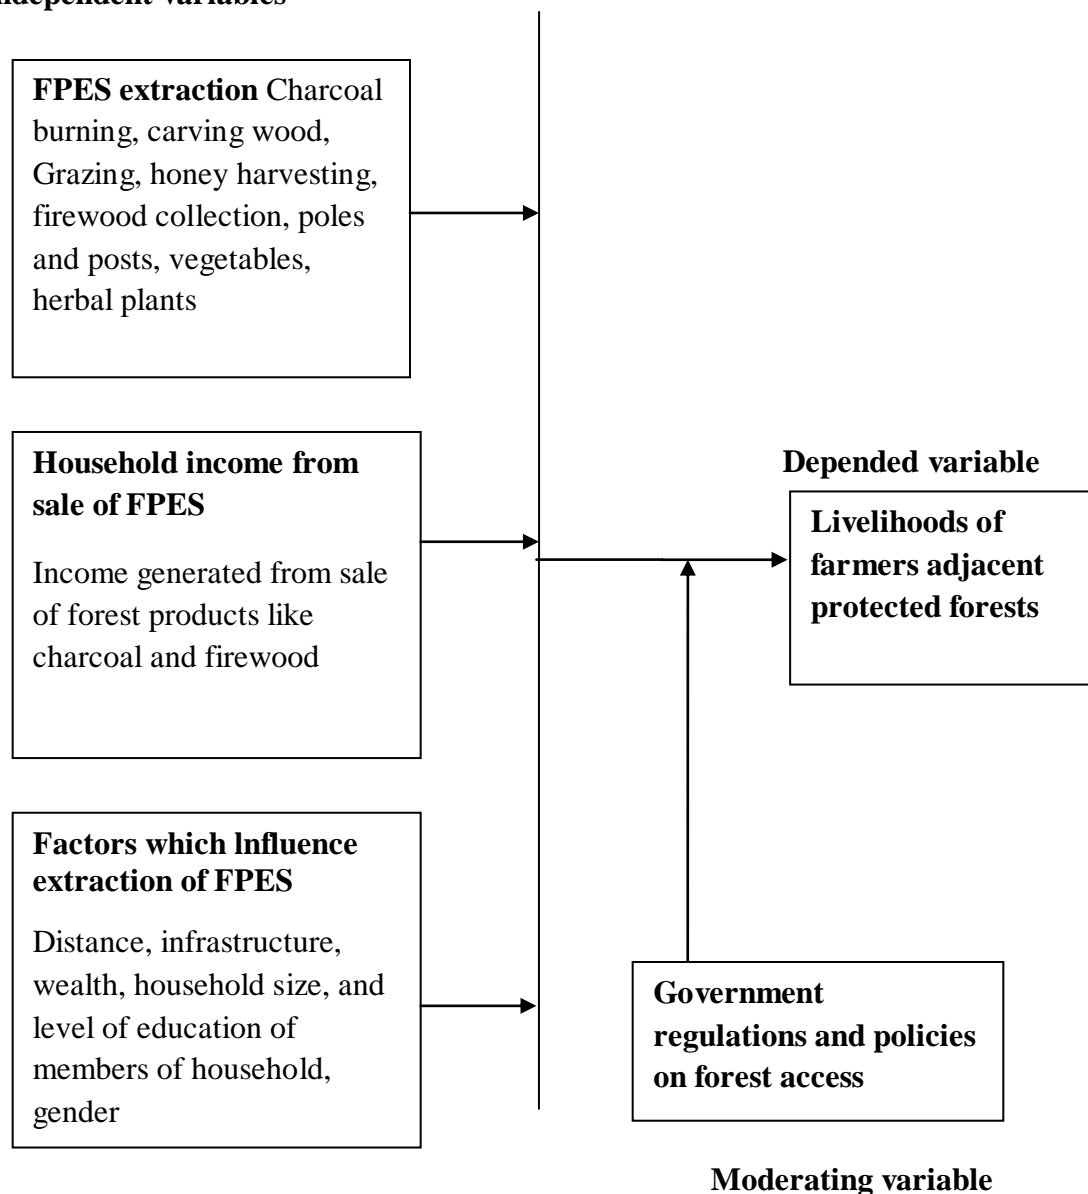 ndependent variables
FPES extraction Charcoal
burning, carving wood,
Grazing, honey harvesting,
firewood collection, poles
and posts, vegetables,
herbal plants
Household income from
sale of FPES
Income generated from sale
of forest products like
charcoal and firewood
Factors which lnfluence
extraction of FPES
Distance, infrastructure,
wealth, household size, and
level of education of
members of household,
gender
Depended variable
Livelihoods of
farmers adjacent
protected forests
Government
regulations and policies
on forest access
Moderating variable